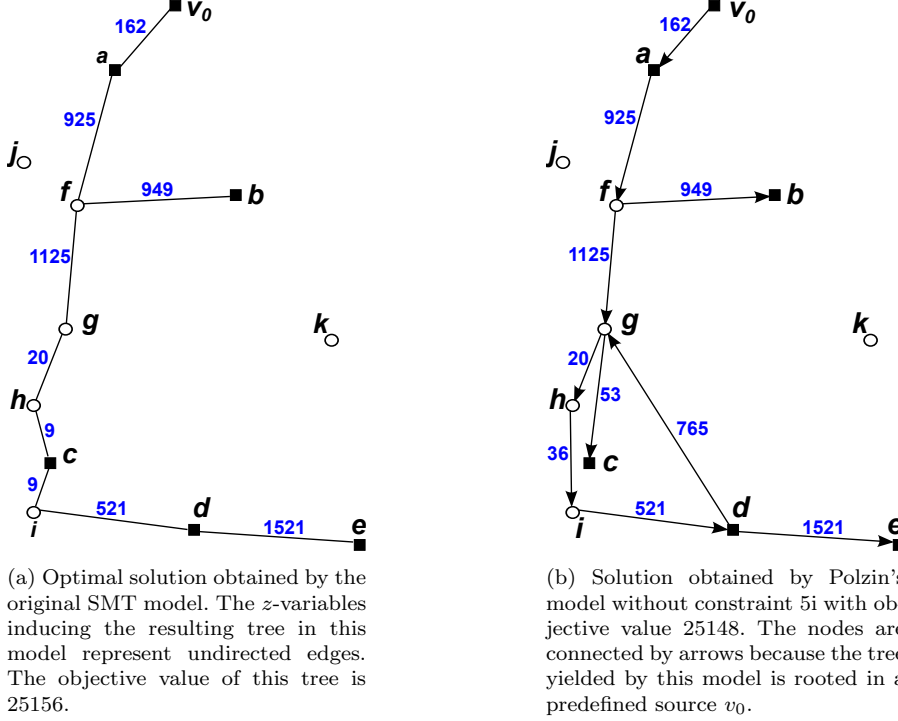 v0
162
a
925
j
f
949
b
1125
g
k
20
h
9
c
9
521
d
1521
e
i
(a) Optimal solution obtained by the
original SMT model. The z-variables
inducing the resulting tree in this
model represent undirected edges.
The objective value of this tree is
25156.
v0
162
a
925
j
f
949
b
1125
g
k
20
53
h
765
36
c
521
d
1521
e
i
(b) Solution obtained by Polzin's
model without constraint 5i with ob-
jective value 25148. The nodes are
connected by arrows because the tree
yielded by this model is rooted in a
predefined source v0.